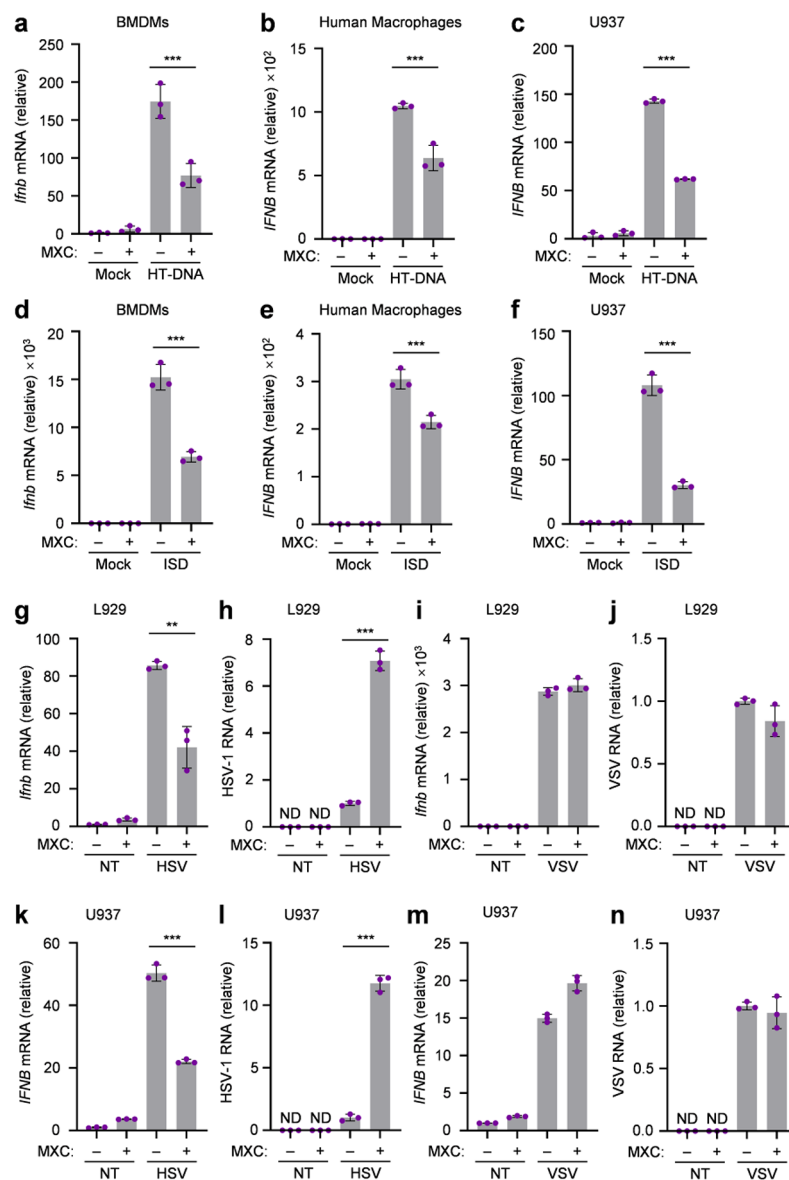 a
BMDMs
Ifnb mRNA (relative)
200
150
100
75
50
25
0
***
MXC: – + – +
Mock HT-DNA
b
Human Macrophages
IFNB mRNA (relative) ×10²
15
10
5
0
***
MXC: – + – +
Mock HT-DNA
c
U937
IFNB mRNA (relative)
200
150
100
50
0
***
MXC: – + – +
Mock HT-DNA
d
BMDMs
Ifnb mRNA (relative) ×10³
20
15
10
5
0
***
MXC: – + – +
Mock ISD
e
Human Macrophages
IFNB mRNA (relative) ×10²
4
3
2
1
0
***
MXC: – + – +
Mock ISD
f
U937
IFNB mRNA (relative)
150
100
50
0
***
MXC: – + – +
Mock ISD
g
L929
Ifnb mRNA (relative)
100
80
60
40
20
0
**
MXC: – + – +
NT HSV
h
L929
HSV-1 RNA (relative)
8
6
4
2
0
ND ND
***
MXC: – + – +
NT HSV
i
L929
Ifnb mRNA (relative) ×10³
4
3
2
1
0
MXC: – + – +
NT VSV
j
L929
VSV RNA (relative)
1.5
1.0
0.5
0.0
ND ND
MXC: – + – +
NT VSV
k
U937
IFNB mRNA (relative)
60
40
20
0
***
MXC: – + – +
NT HSV
l
U937
HSV-1 RNA (relative)
15
10
5
0
ND ND
***
MXC: – + – +
NT HSV
m
U937
IFNB mRNA (relative)
25
20
15
10
5
0
MXC: – + – +
NT VSV
n
U937
VSV RNA (relative)
1.5
1.0
0.5
0.0
ND ND
MXC: – + – +
NT VSV